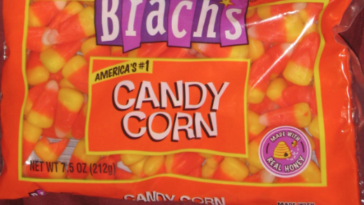 Brach's
AMERICA'S #1
CANDY
CORN
MADE WITH
REAL HONEY
NET WT 7.5 OZ (212g)
CANDY CORN